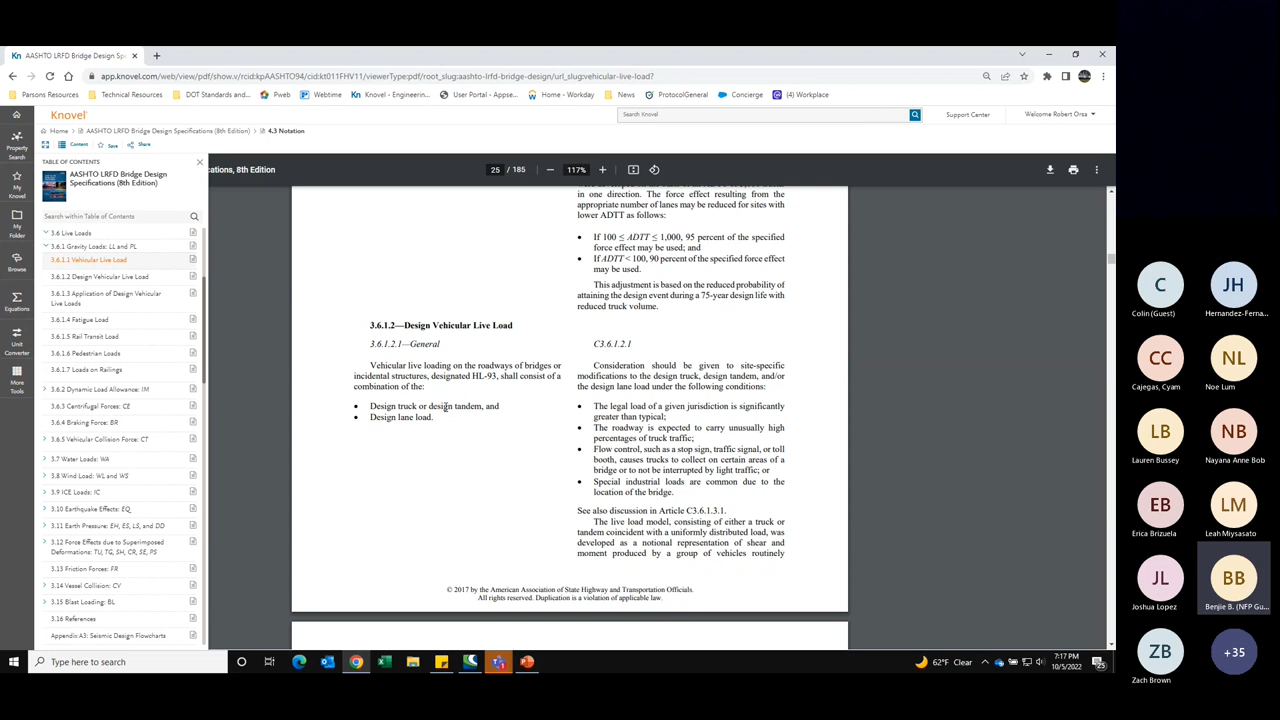 AASHTO LRFD Bridge Design Sp
app.knovel.com/web/view/pdf/show.v/rcid:kpAASHTO94/cid:kt011FHV11/viewerType:pdf/root_slug:aashto-lrfd-bridge-design/url_slug:vehicular-live-load?
Parsons Resources
Technical Resources
DOT Standards and...
Pweb
Webtime
Knovel - Engineerin...
User Portal - Appse...
Home - Workday
News
ProtocolGeneral
Concierge
(4) Workplace
Knovel
Search Knovel
Support Center
Welcome Robert Orsa
Home
AASHTO LRFD Bridge Design Specifications (8th Edition)
4.3 Notation
Content
Save
Share
Property
Search
My
Knovel
My
Folder
Browse
Equations
Unit
Converter
More
Tools
TABLE OF CONTENTS
AASHTO LRFD Bridge Design
Specifications (8th Edition)
Search within Table of Contents
3.6 Live Loads
3.6.1 Gravity Loads: LL and PL
3.6.1.1 Vehicular Live Load
3.6.1.2 Design Vehicular Live Load
3.6.1.3 Application of Design Vehicular
Live Loads
3.6.1.4 Fatigue Load
3.6.1.5 Rail Transit Load
3.6.1.6 Pedestrian Loads
3.6.1.7 Loads on Railings
3.6.2 Dynamic Load Allowance: IM
3.6.3 Centrifugal Forces: CE
3.6.4 Braking Force: BR
3.6.5 Vehicular Collision Force: CT
3.7 Water Loads: WA
3.8 Wind Load: WL and WS
3.9 ICE Loads: IC
3.10 Earthquake Effects: EQ
3.11 Earth Pressure: EH, ES, LS, and DD
3.12 Force Effects due to Superimposed
Deformations: TU, TG, SH, CR, SE, PS
3.13 Friction Forces: FR
3.14 Vessel Collision: CV
3.15 Blast Loading: BL
3.16 References
Appendix A3: Seismic Design Flowcharts
cations, 8th Edition
25 / 185
117%
in one direction. The force effect resulting from the
appropriate number of lanes may be reduced for sites with
lower ADTT as follows:
• If 100 ≤ ADTT ≤ 1,000, 95 percent of the specified
force effect may be used; and
• If ADTT < 100, 90 percent of the specified force effect
may be used.
This adjustment is based on the reduced probability of
attaining the design event during a 75-year design life with
reduced truck volume.
3.6.1.2—Design Vehicular Live Load
3.6.1.2.1—General
Vehicular live loading on the roadways of bridges or
incidental structures, designated HL-93, shall consist of a
combination of the:
• Design truck or design tandem, and
• Design lane load.
C3.6.1.2.1
Consideration should be given to site-specific
modifications to the design truck, design tandem, and/or
the design lane load under the following conditions:
• The legal load of a given jurisdiction is significantly
greater than typical;
• The roadway is expected to carry unusually high
percentages of truck traffic;
• Flow control, such as a stop sign, traffic signal, or toll
booth, causes trucks to collect on certain areas of a
bridge or to not be interrupted by light traffic; or
• Special industrial loads are common due to the
location of the bridge.
See also discussion in Article C3.6.1.3.1.
The live load model, consisting of either a truck or
tandem coincident with a uniformly distributed load, was
developed as a notional representation of shear and
moment produced by a group of vehicles routinely
© 2017 by the American Association of State Highway and Transportation Officials.
All rights reserved. Duplication is a violation of applicable law.
Type here to search
62°F Clear
7:17 PM
10/5/2022
25
C
Colin (Guest)
JH
Hernandez-Ferna...
CC
Cajegas, Cyam
NL
Noe Lum
LB
Lauren Bussey
NB
Nayana Anne Bob
EB
Erica Brizuela
LM
Leah Miyasato
JL
Joshua Lopez
BB
Benjie B. (NFP Gu...
ZB
Zach Brown
+35